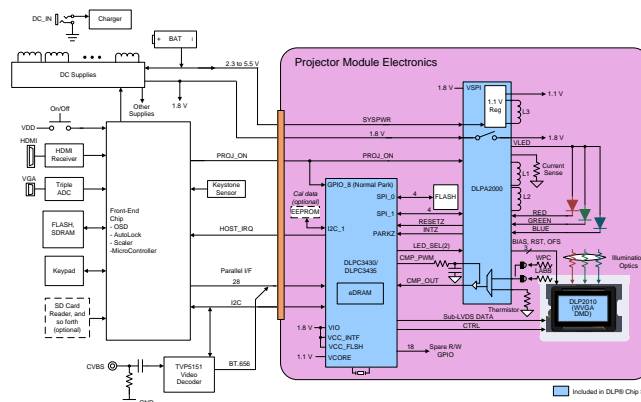 DC_IN
Charger
BAT
+
2.3 to 5.5 V
DC Supplies
Other
Supplies
1.8 V
Projector Module Electronics
On/Off
VDD
HDMI
HDMI
Receiver
VGA
Triple
ADC
FLASH,
SDRAM
Keypad
SD Card
Reader, and
so forth
(optional)
Front-End
Chip
- OSD
- AutoLock
- Scaler
-MicroController
Keystone
Sensor
PROJ_ON
HOST_IRQ
Parallel I/F
28
I2C
CVBS
TVP5151
Video
Decoder
BT.656
SYSPWR
1.8 V
PROJ_ON
Cal data
(optional)
EEPROM
GPIO_8 (Normal Park)
SPI_0
4
FLASH
SPI_1
4
RESETZ
PARKZ
INTZ
I2C_1
DLPC3430/
DLPC3435
eDRAM
LED_SEL(2)
CMP_PWM
CMP_OUT
1.8 V
VIO
VCC_INTF
VCC_FLSH
1.1 V
VCORE
18
Spare R/W
GPIO
1.8 V
VSPI
1.1 V
Reg
1.1 V
L3
1.8 V
VLED
DLPA2000
L1
L2
Current
Sense
RED
GREEN
BLUE
BIAS, RST, OFS
3
WPC
LABB
Thermistor
Illumination
Optics
Sub-LVDS DATA
CTRL
DLP2010
(WVGA
DMD)
Included in DLP® Chip